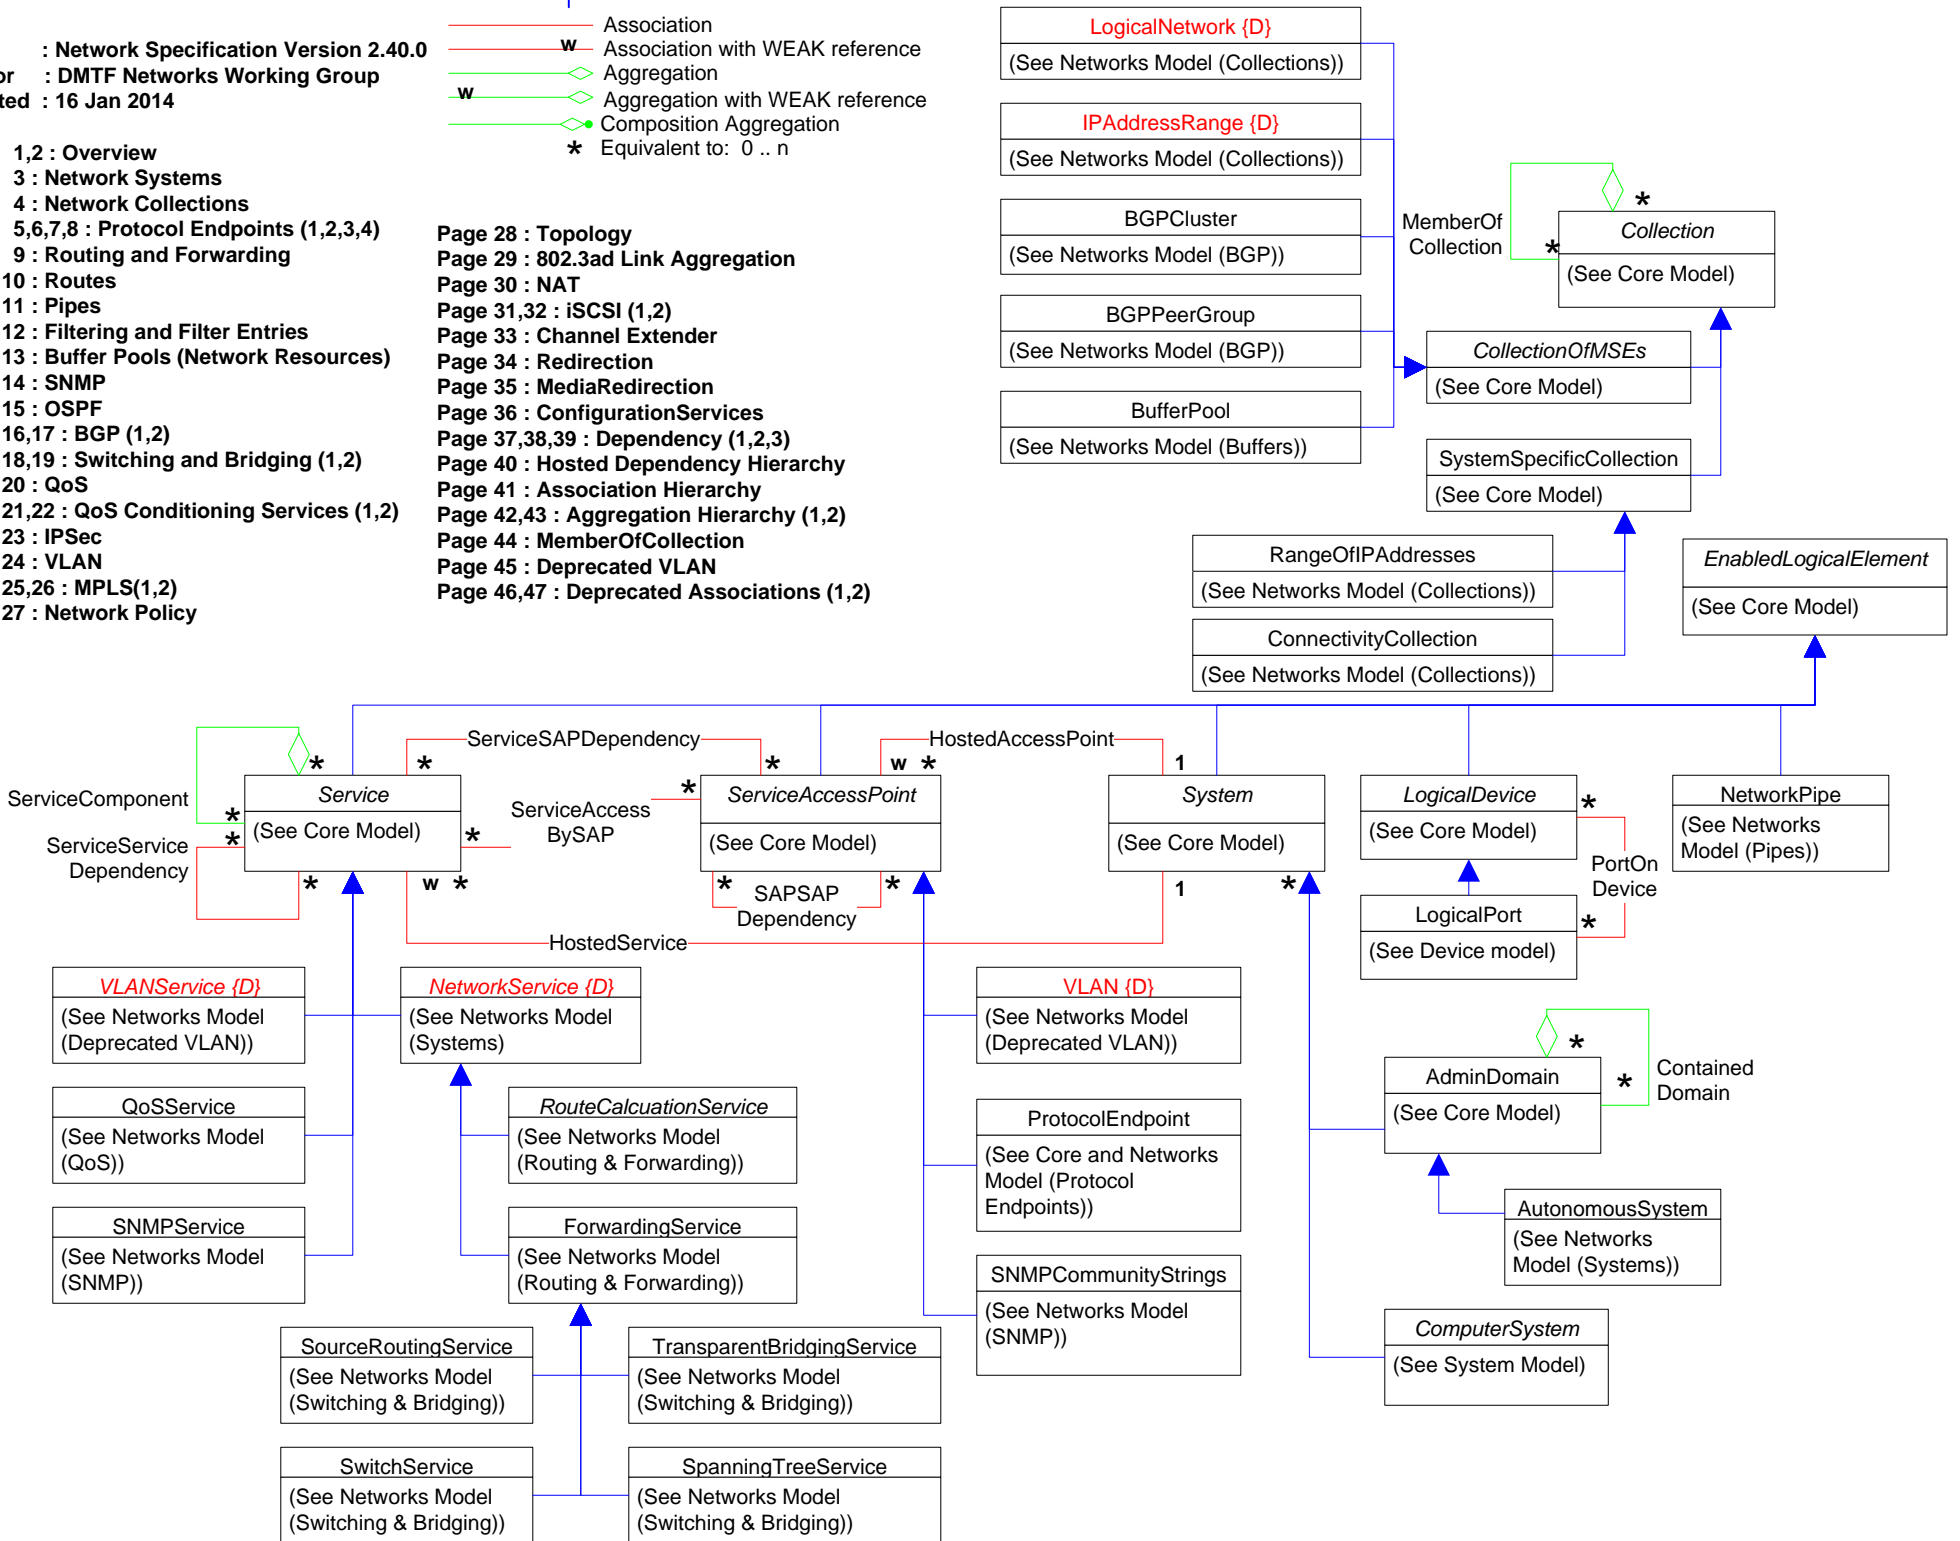 : Network Specification Version 2.40.0
or : DMTF Networks Working Group
ted : 16 Jan 2014
1,2 : Overview
3 : Network Systems
4 : Network Collections
5,6,7,8 : Protocol Endpoints (1,2,3,4)
9 : Routing and Forwarding
10 : Routes
11 : Pipes
12 : Filtering and Filter Entries
13 : Buffer Pools (Network Resources)
14 : SNMP
15 : OSPF
16,17 : BGP (1,2)
18,19 : Switching and Bridging (1,2)
20 : QoS
21,22 : QoS Conditioning Services (1,2)
23 : IPSec
24 : VLAN
25,26 : MPLS(1,2)
27 : Network Policy
Page 28 : Topology
Page 29 : 802.3ad Link Aggregation
Page 30 : NAT
Page 31,32 : iSCSI (1,2)
Page 33 : Channel Extender
Page 34 : Redirection
Page 35 : MediaRedirection
Page 36 : ConfigurationServices
Page 37,38,39 : Dependency (1,2,3)
Page 40 : Hosted Dependency Hierarchy
Page 41 : Association Hierarchy
Page 42,43 : Aggregation Hierarchy (1,2)
Page 44 : MemberOfCollection
Page 45 : Deprecated VLAN
Page 46,47 : Deprecated Associations (1,2)
Association
w Association with WEAK reference
Aggregation
w Aggregation with WEAK reference
Composition Aggregation
* Equivalent to: 0 .. n
LogicalNetwork {D}
(See Networks Model (Collections))
IPAddressRange {D}
(See Networks Model (Collections))
BGPCluster
(See Networks Model (BGP))
BGPPeerGroup
(See Networks Model (BGP))
BufferPool
(See Networks Model (Buffers))
MemberOf
Collection
*
*
Collection
(See Core Model)
CollectionOfMSEs
(See Core Model)
SystemSpecificCollection
(See Core Model)
RangeOfIPAddresses
(See Networks Model (Collections))
ConnectivityCollection
(See Networks Model (Collections))
EnabledLogicalElement
(See Core Model)
ServiceComponent
*
*
ServiceService
Dependency
*
*
Service
(See Core Model)
* ServiceSAPDependency *
* ServiceAccess
BySAP *
w * HostedService 1
ServiceAccessPoint
(See Core Model)
* SAPSAP
Dependency *
w * HostedAccessPoint 1
System
(See Core Model)
*
LogicalDevice
(See Core Model)
*
PortOn
Device
*
LogicalPort
(See Device model)
NetworkPipe
(See Networks
Model (Pipes))
VLANService {D}
(See Networks Model
(Deprecated VLAN))
NetworkService {D}
(See Networks Model
(Systems)
QoSService
(See Networks Model
(QoS))
RouteCalcuationService
(See Networks Model
(Routing & Forwarding))
SNMPService
(See Networks Model
(SNMP))
ForwardingService
(See Networks Model
(Routing & Forwarding))
SourceRoutingService
(See Networks Model
(Switching & Bridging))
TransparentBridgingService
(See Networks Model
(Switching & Bridging))
SwitchService
(See Networks Model
(Switching & Bridging))
SpanningTreeService
(See Networks Model
(Switching & Bridging))
VLAN {D}
(See Networks Model
(Deprecated VLAN))
ProtocolEndpoint
(See Core and Networks
Model (Protocol
Endpoints))
SNMPCommunityStrings
(See Networks Model
(SNMP))
AdminDomain
(See Core Model)
*
*
Contained
Domain
AutonomousSystem
(See Networks
Model (Systems))
ComputerSystem
(See System Model)